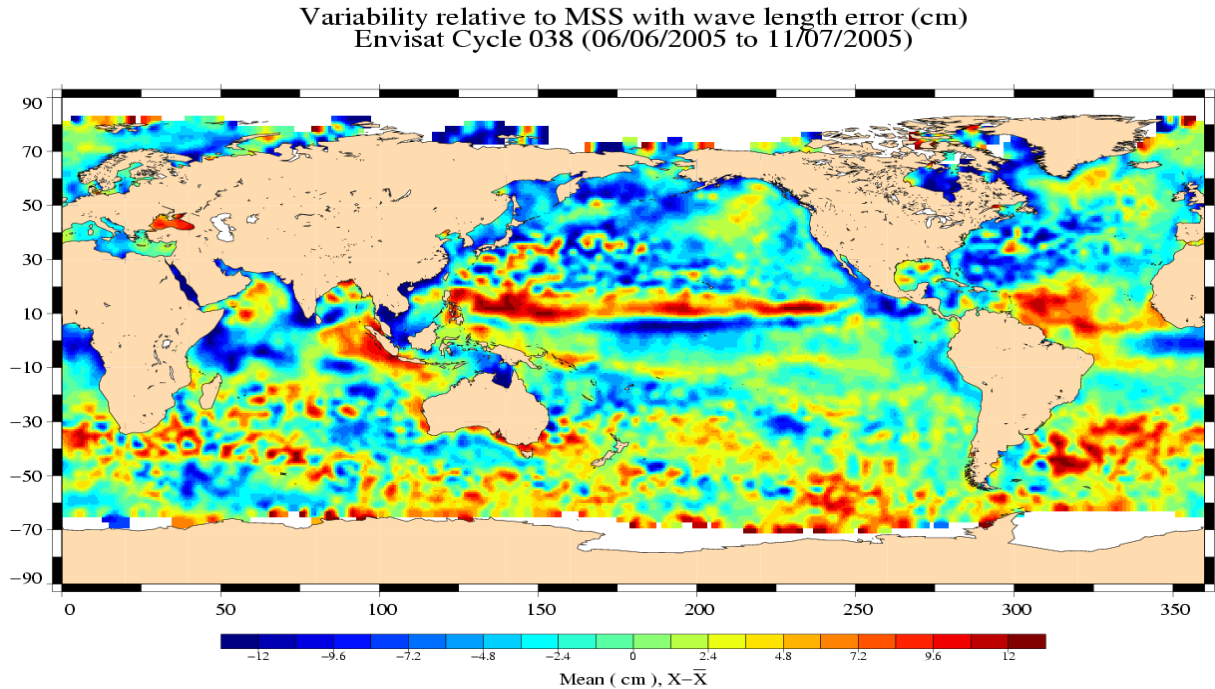 Variability relative to MSS with wave length error (cm)
Envisat Cycle 038 (06/06/2005 to 11/07/2005)
90
70
50
30
10
−10
−30
−50
−70
−90
0 50 100 150 200 250 300 350
−12 −9.6 −7.2 −4.8 −2.4 0 2.4 4.8 7.2 9.6 12
Mean ( cm ), X−X̅